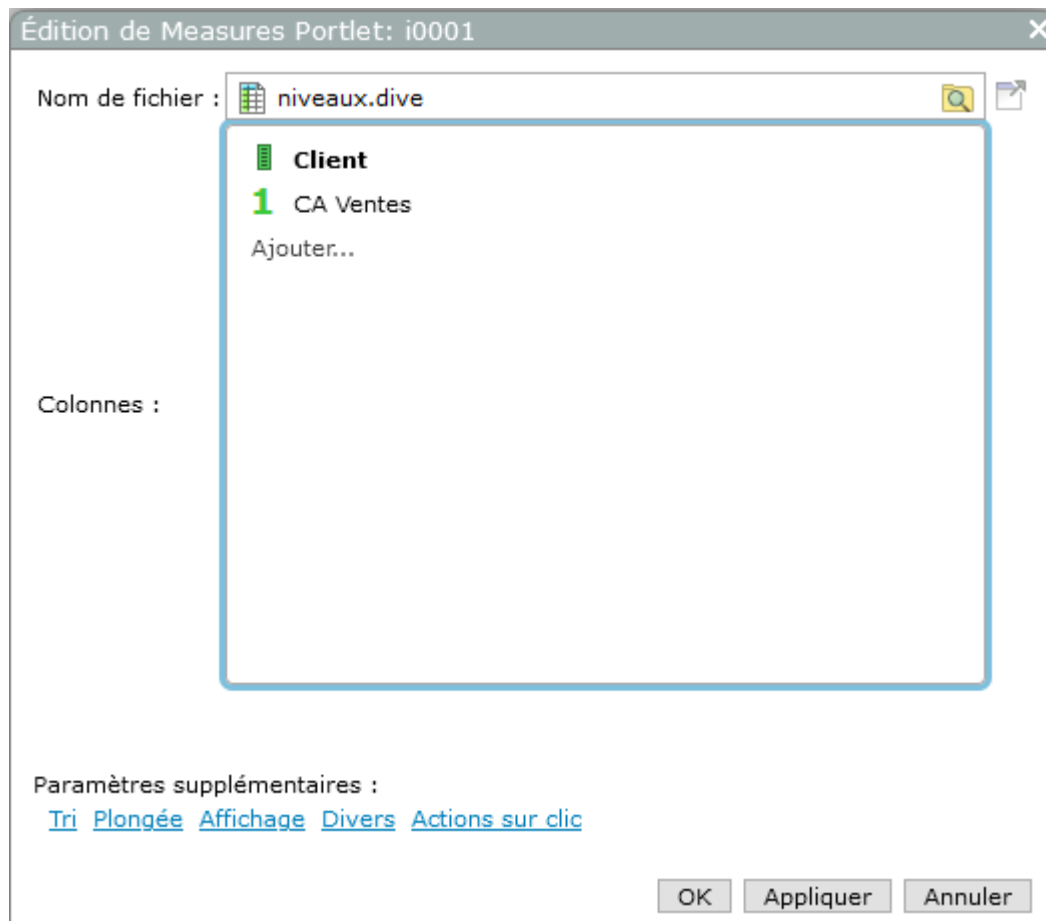 Édition de Measures Portlet: i0001
Nom de fichier : niveaux.dive
Client
1 CA Ventes
Ajouter...
Colonnes :
Paramètres supplémentaires :
Tri Plongée Affichage Divers Actions sur clic
OK Appliquer Annuler